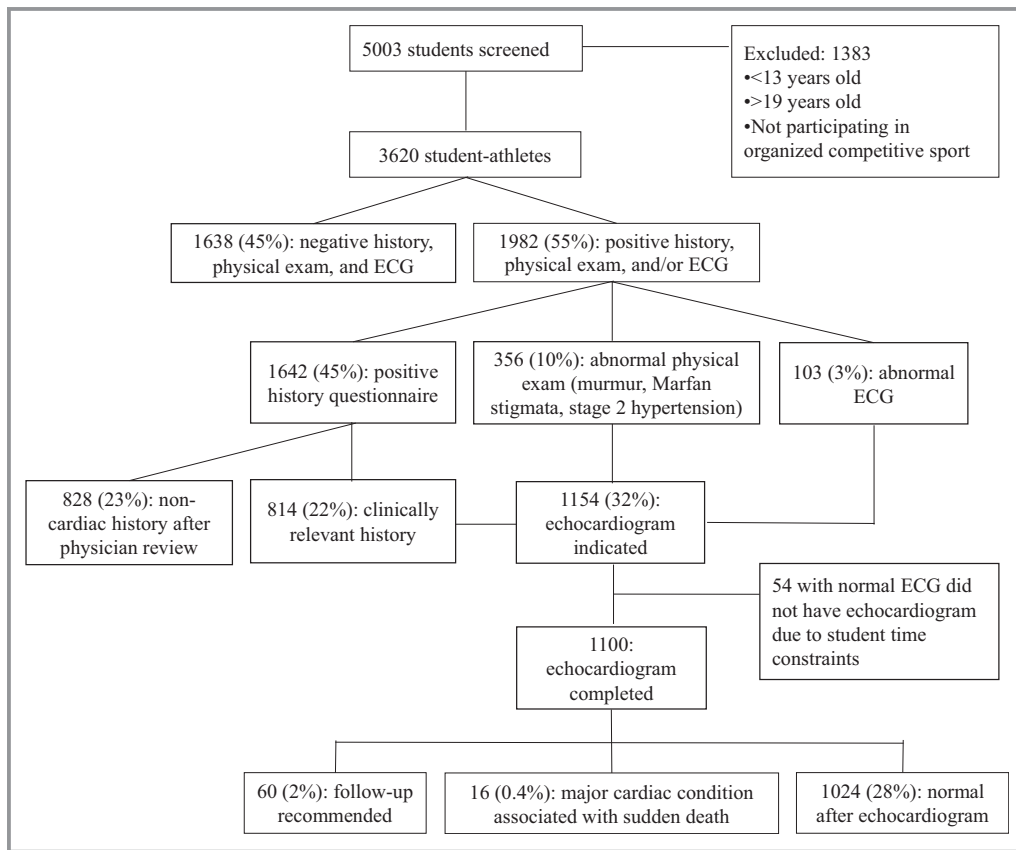 5003 students screened
Excluded: 1383
•<13 years old
•>19 years old
•Not participating in
organized competitive sport
3620 student-athletes
1638 (45%): negative history,
physical exam, and ECG
1982 (55%): positive history,
physical exam, and/or ECG
1642 (45%): positive
history questionnaire
356 (10%): abnormal physical
exam (murmur, Marfan
stigmata, stage 2 hypertension)
103 (3%): abnormal
ECG
828 (23%): non-
cardiac history after
physician review
814 (22%): clinically
relevant history
1154 (32%):
echocardiogram
indicated
54 with normal ECG did
not have echocardiogram
due to student time
constraints
1100:
echocardiogram
completed
60 (2%): follow-up
recommended
16 (0.4%): major cardiac condition
associated with sudden death
1024 (28%): normal
after echocardiogram